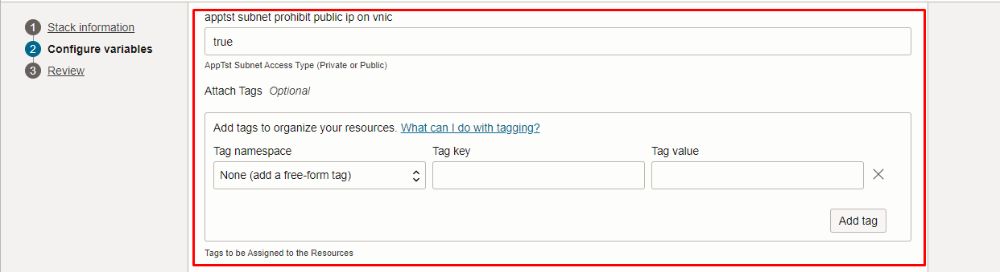 apptst subnet prohibit public ip on vnic
1 Stack information
true
2 Configure variables
AppTst Subnet Access Type (Private or Public)
3 Review
Attach Tags Optional
Add tags to organize your resources. What can I do with tagging?
Tag namespace Tag key Tag value
None (add a free-form tag)
Add tag
Tags to be Assigned to the Resources